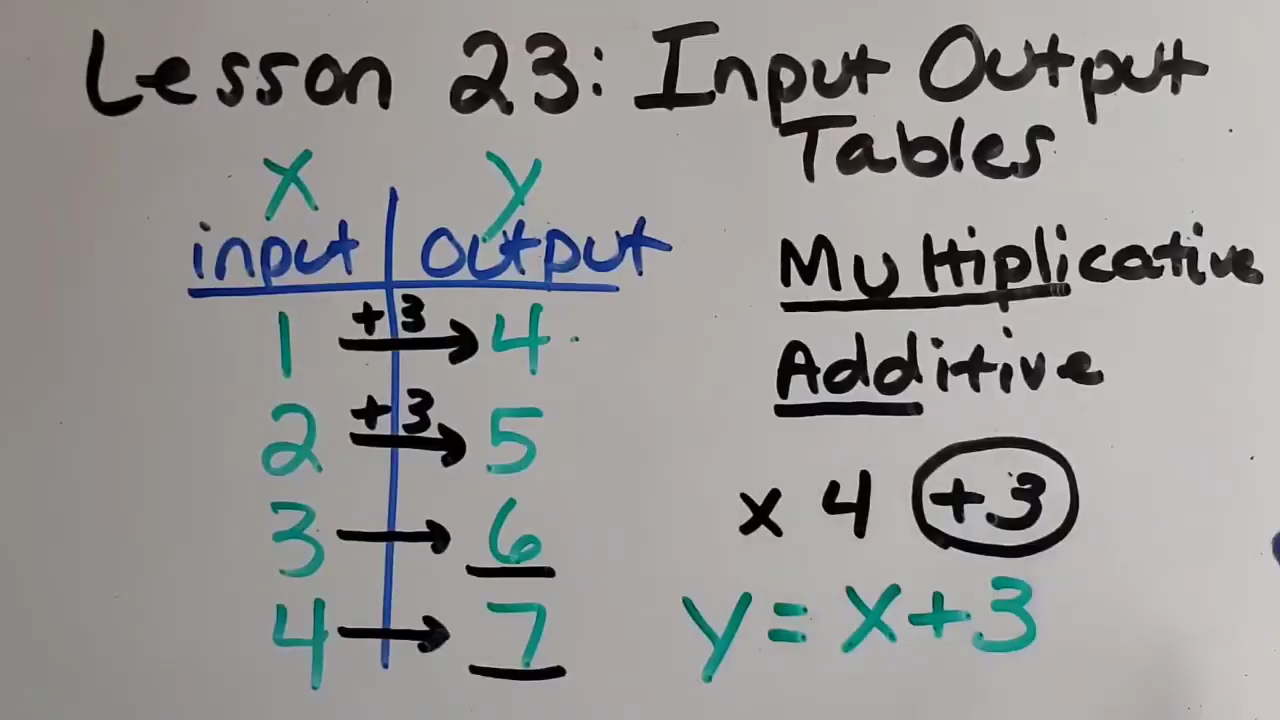 Lesson 23: Input Output
Tables
x y
input output
1 +3 → 4
2 +3 → 5
3 → 6
4 → 7
Multiplicative
Additive
x 4 +3
y = x+3